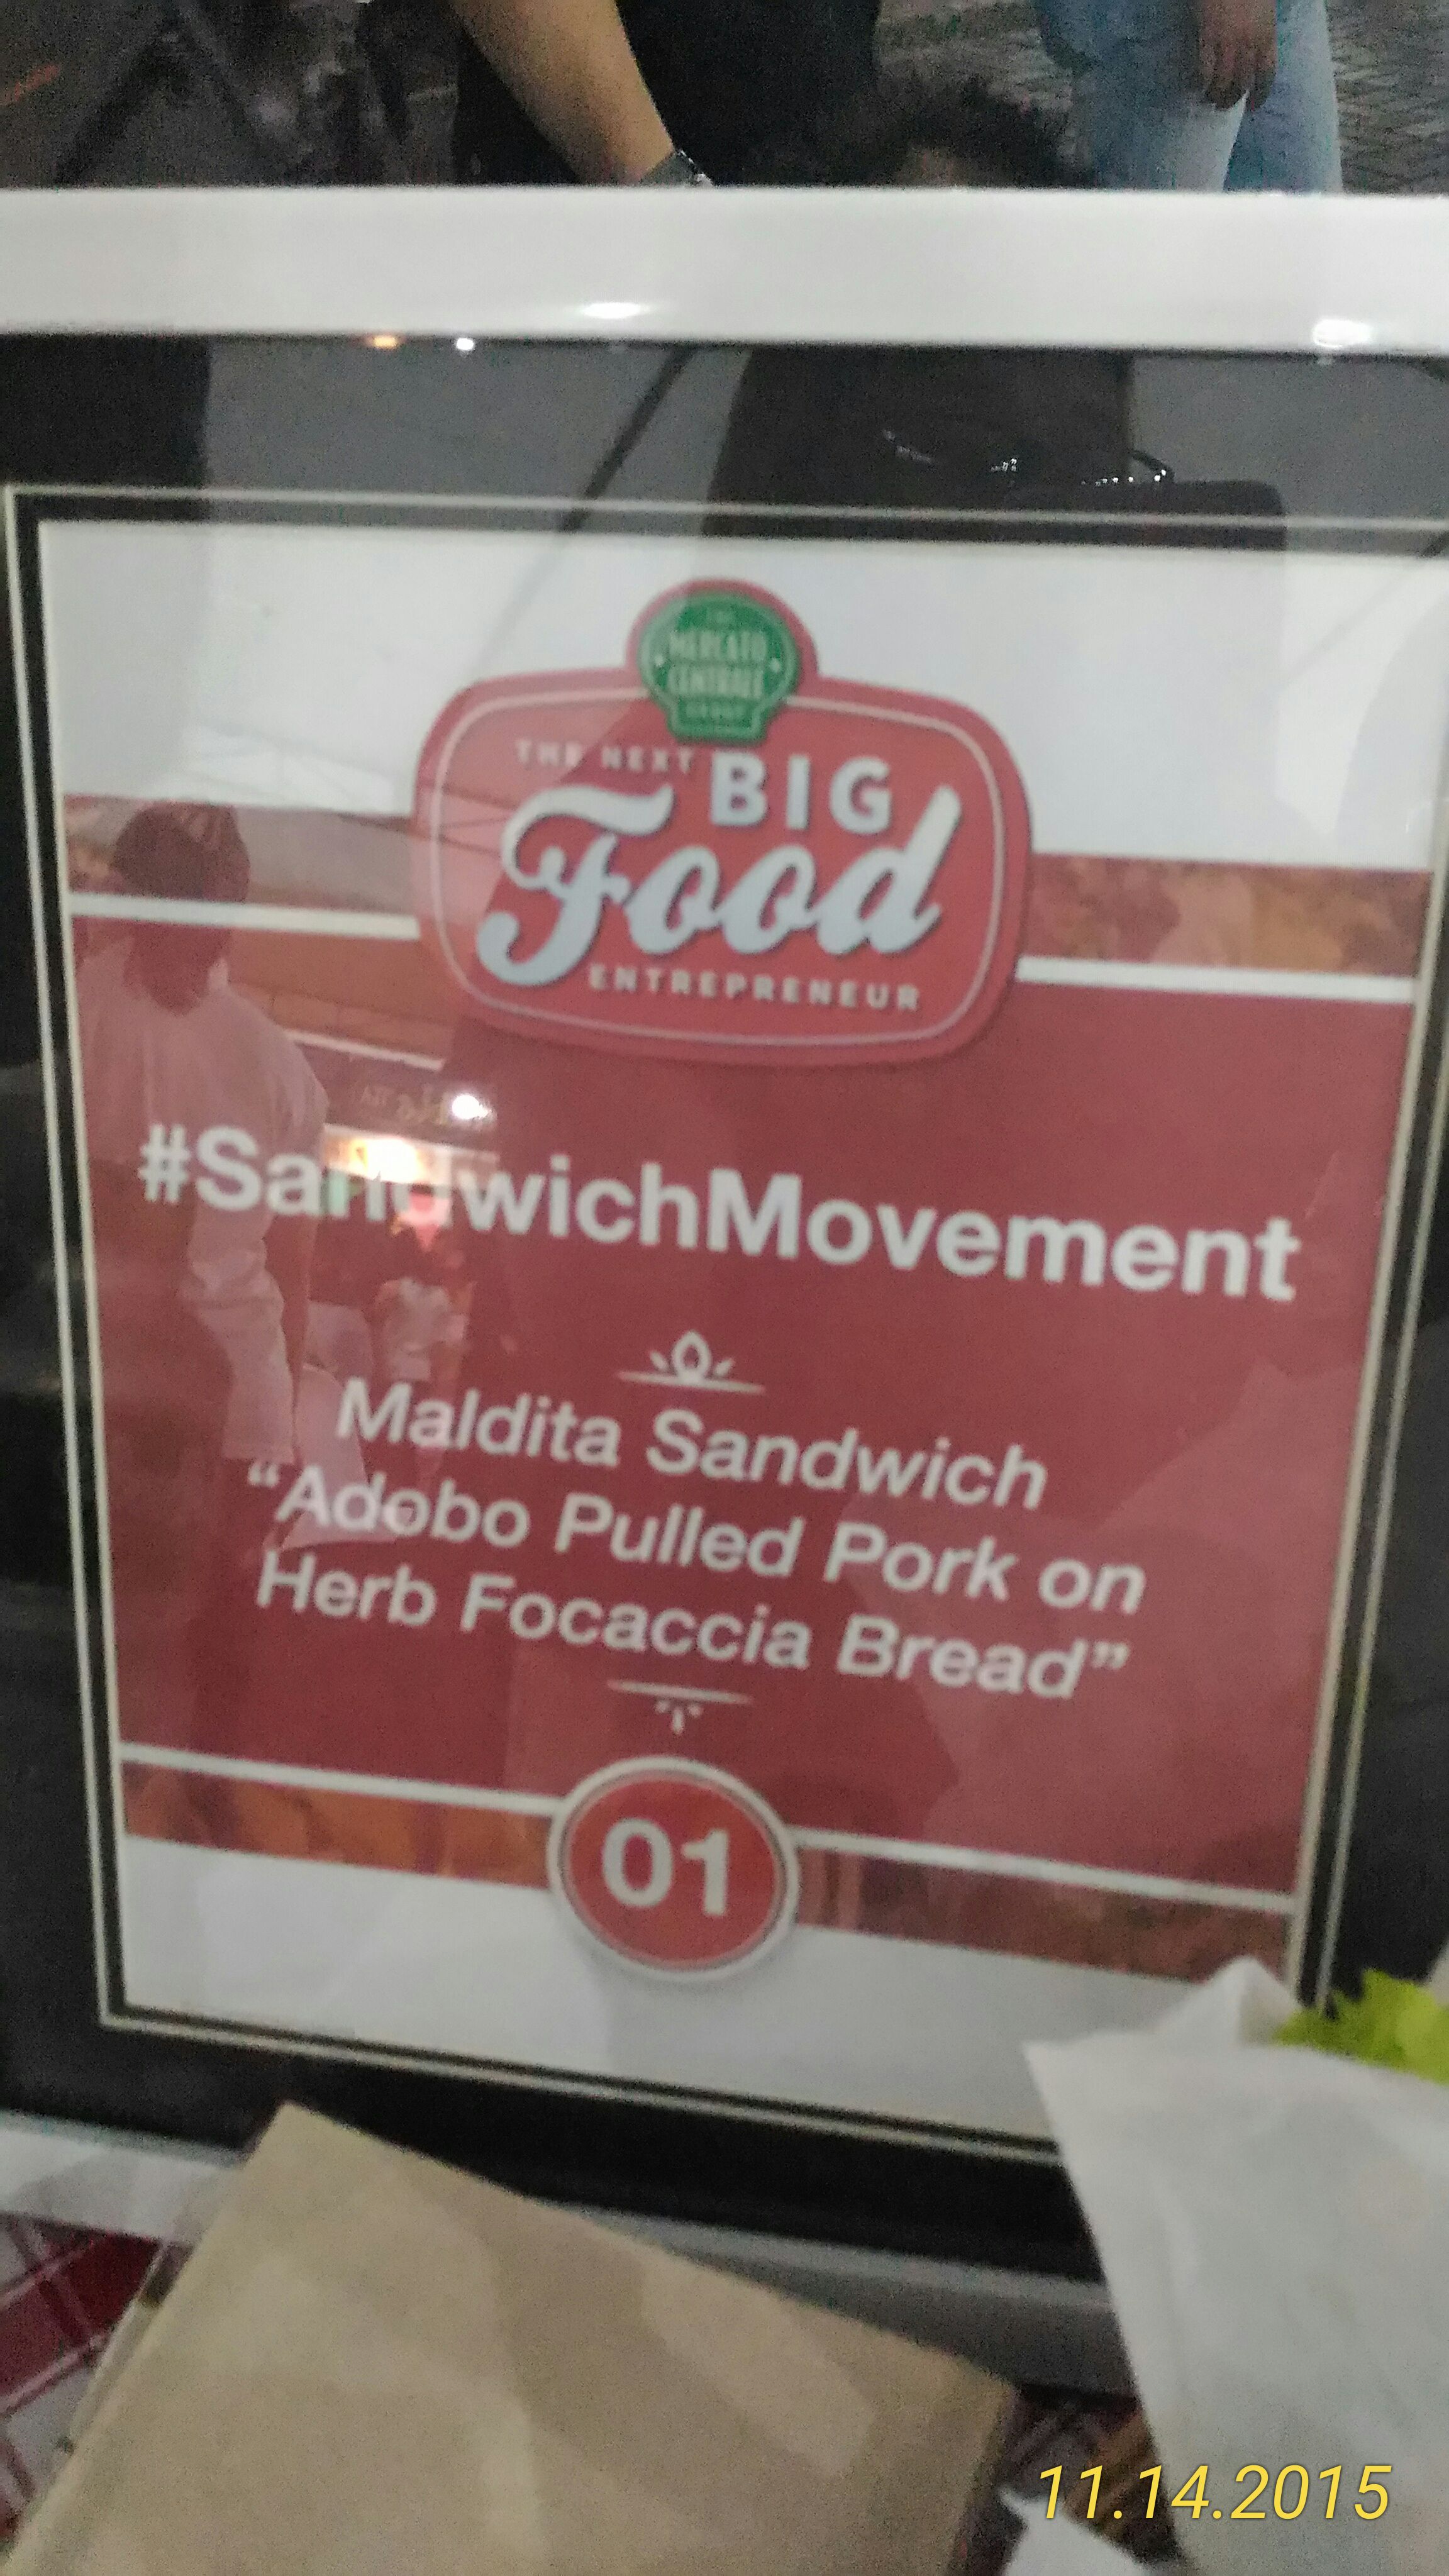 MERCATO
CENTRALE
THE NEXT BIG
Food
ENTREPRENEUR
#SandwichMovement
Maldita Sandwich
“Adobo Pulled Pork on
Herb Focaccia Bread”
01
11.14.2015